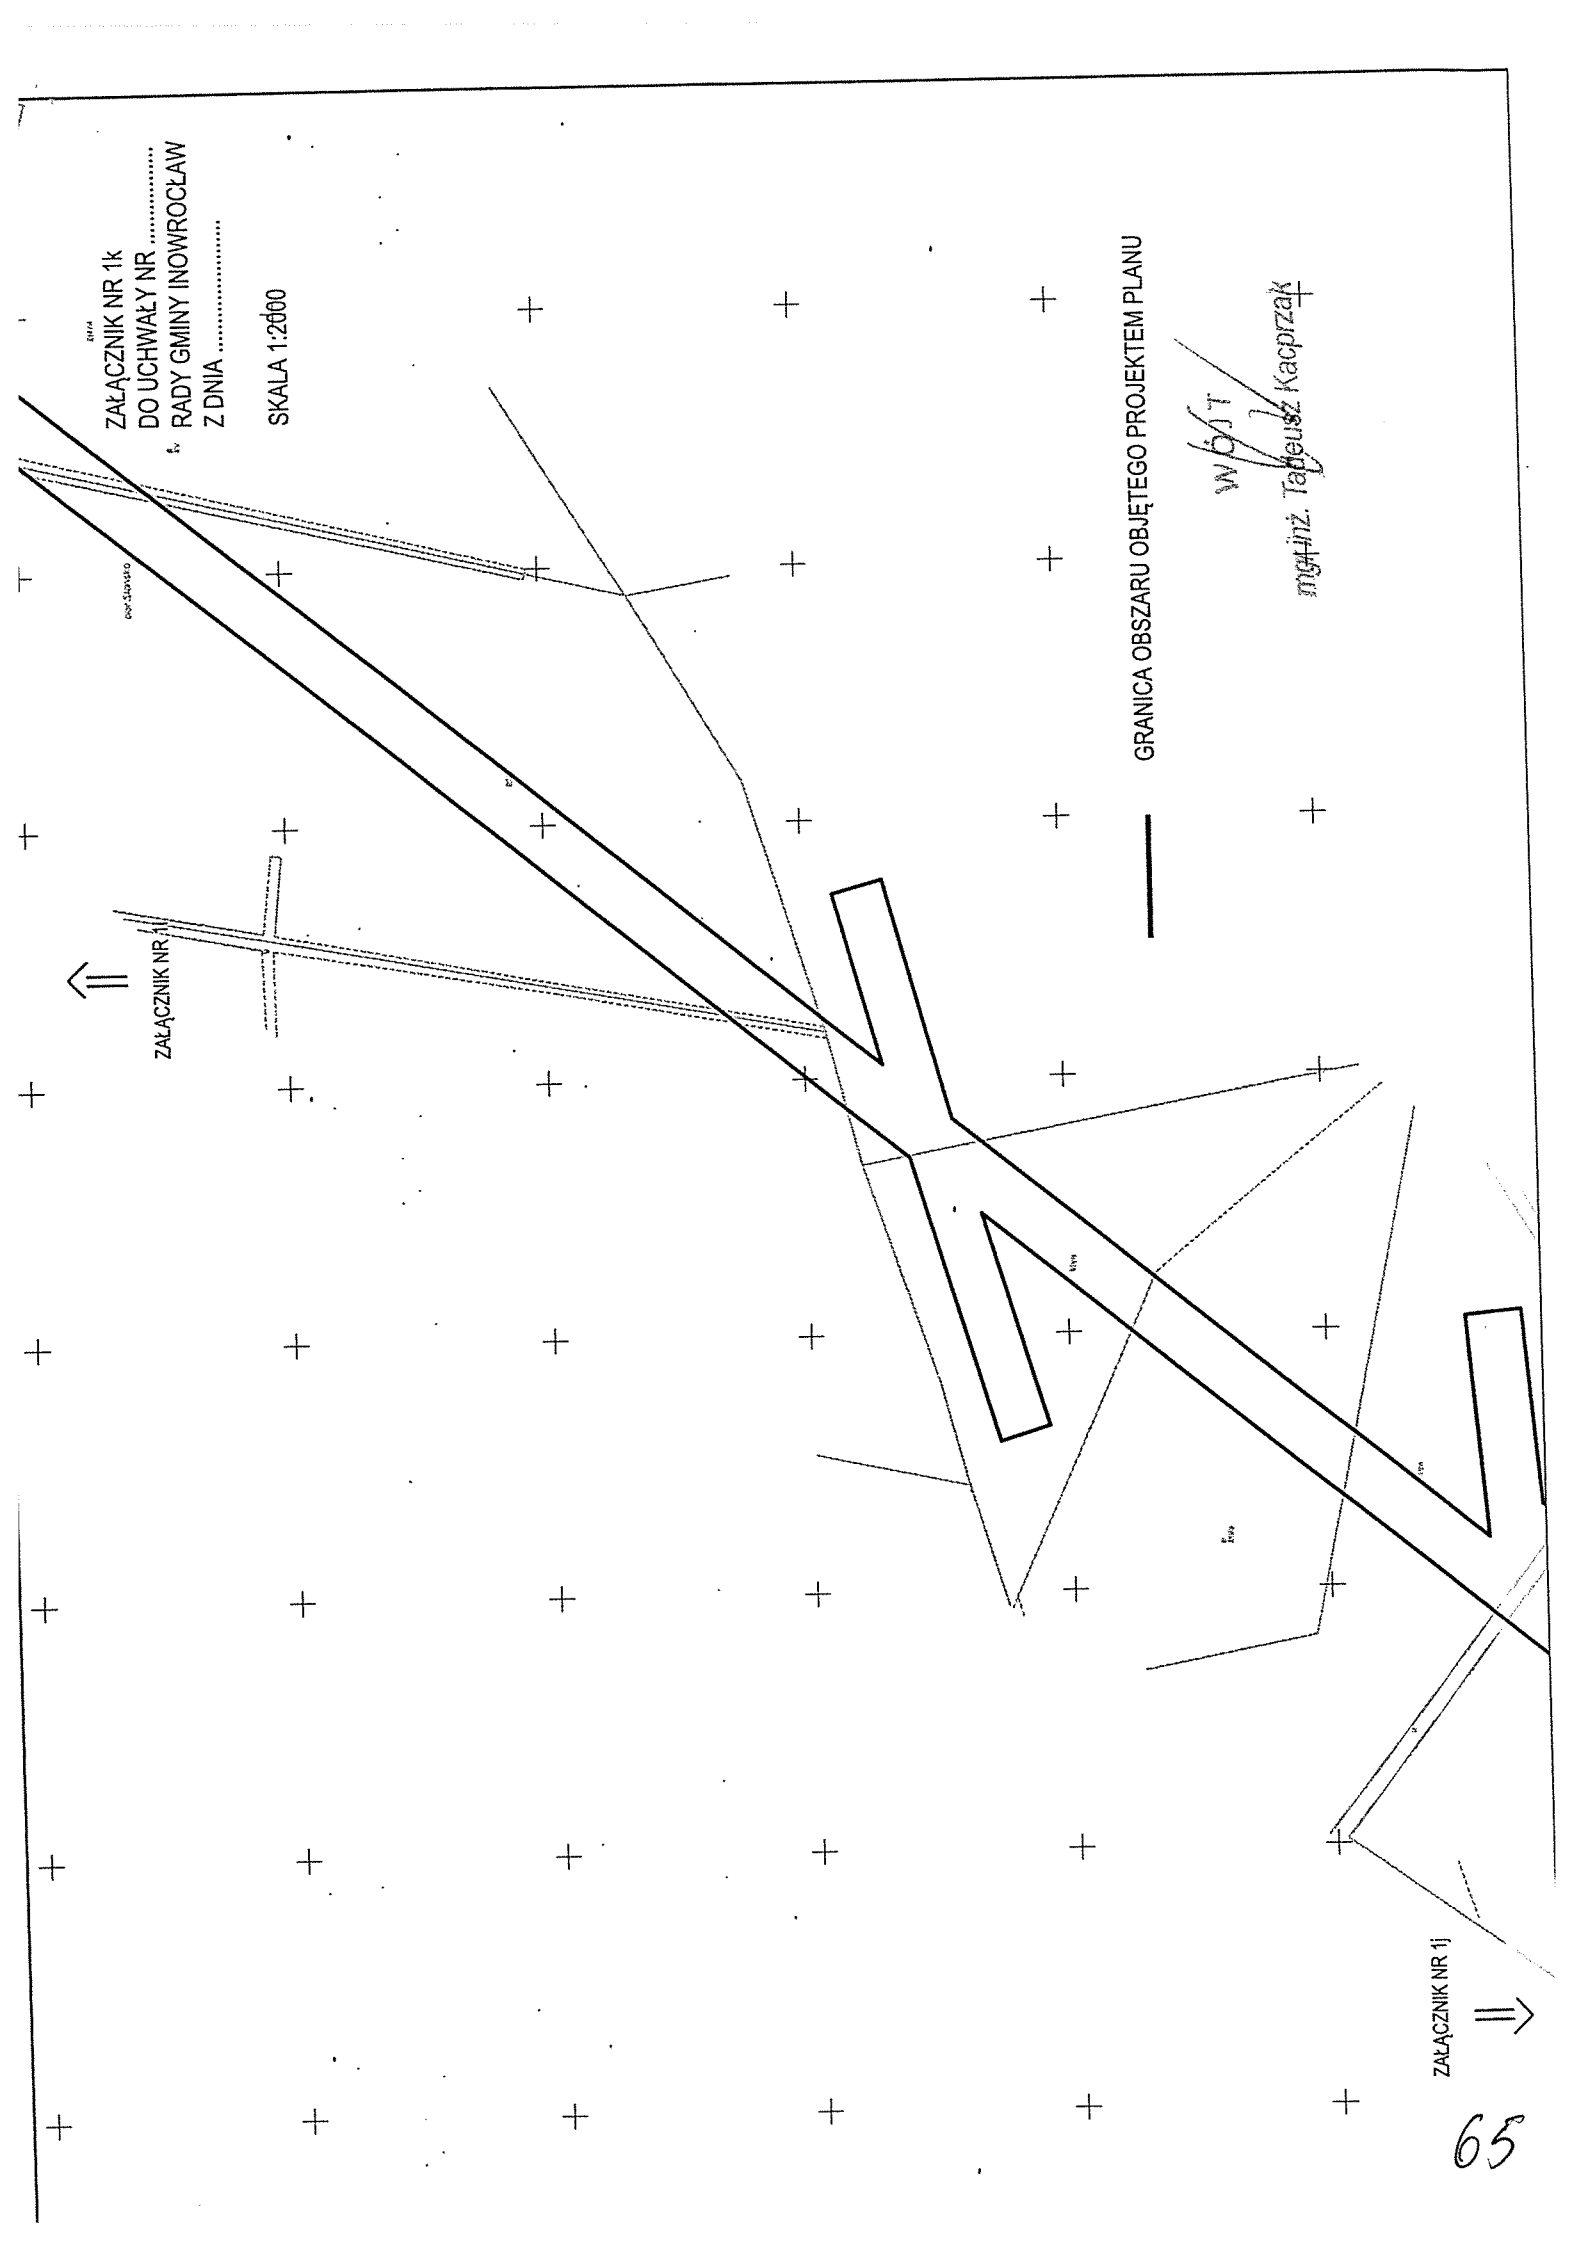 ZAŁĄCZNIK NR 1k
DO UCHWAŁY NR ................
RADY GMINY INOWROCŁAW
Z DNIA ......................
SKALA 1:2000
ZAŁĄCZNIK NR 1l
GRANICA OBSZARU OBJĘTEGO PROJEKTEM PLANU
WÓJT
mgr inż. Tadeusz Kacprzak
ZAŁĄCZNIK NR 1j
65